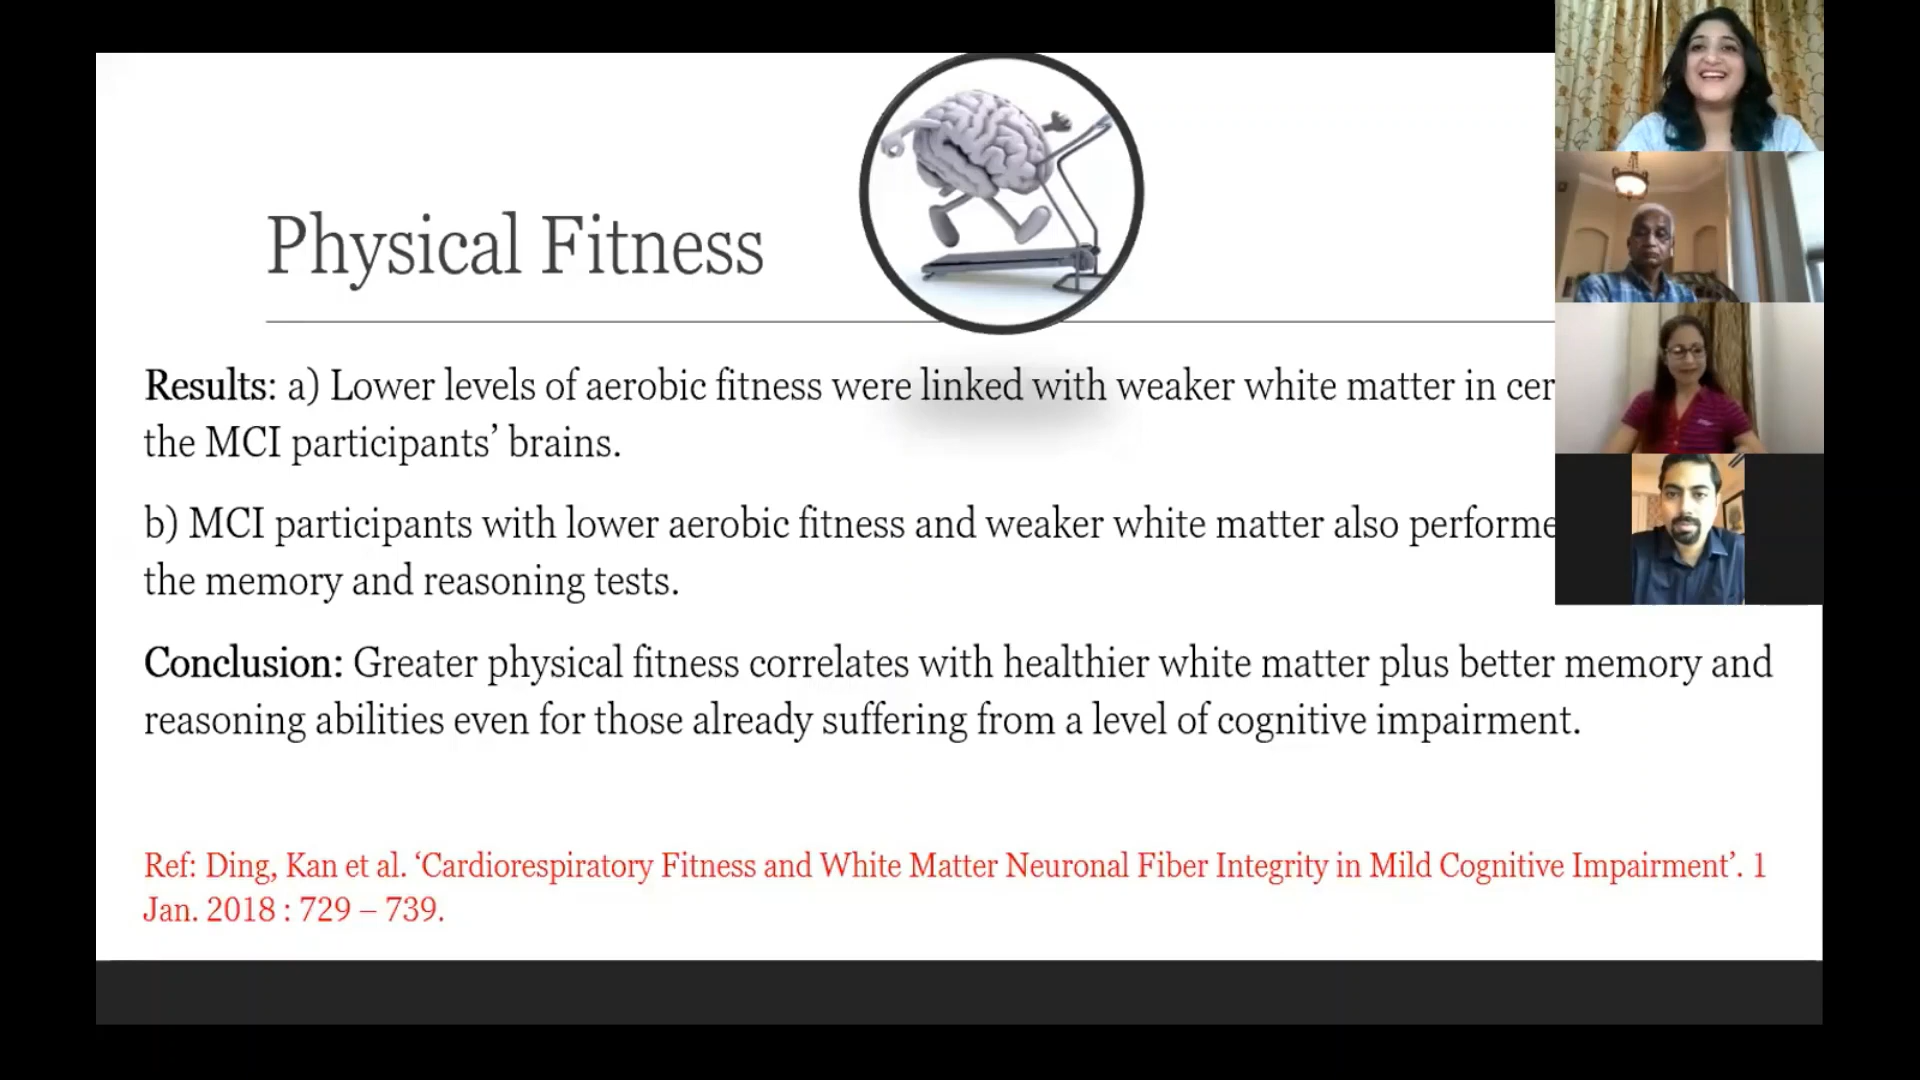 Physical Fitness
Results: a) Lower levels of aerobic fitness were linked with weaker white matter in cer
the MCI participants’ brains.
b) MCI participants with lower aerobic fitness and weaker white matter also performe
the memory and reasoning tests.
Conclusion: Greater physical fitness correlates with healthier white matter plus better memory and
reasoning abilities even for those already suffering from a level of cognitive impairment.
Ref: Ding, Kan et al. ‘Cardiorespiratory Fitness and White Matter Neuronal Fiber Integrity in Mild Cognitive Impairment’. 1
Jan. 2018 : 729 – 739.